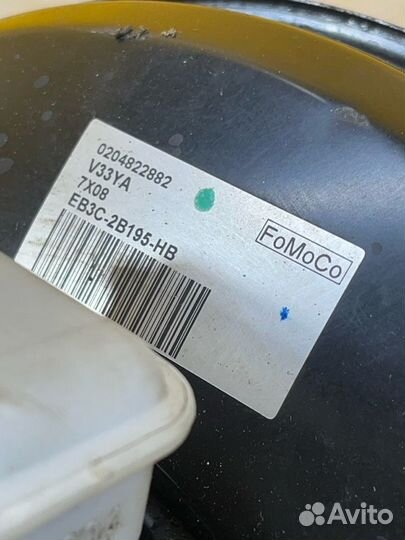 0204822882
V33YA
7X08
EB3C-2B195-HB
FoMoCo
Avito